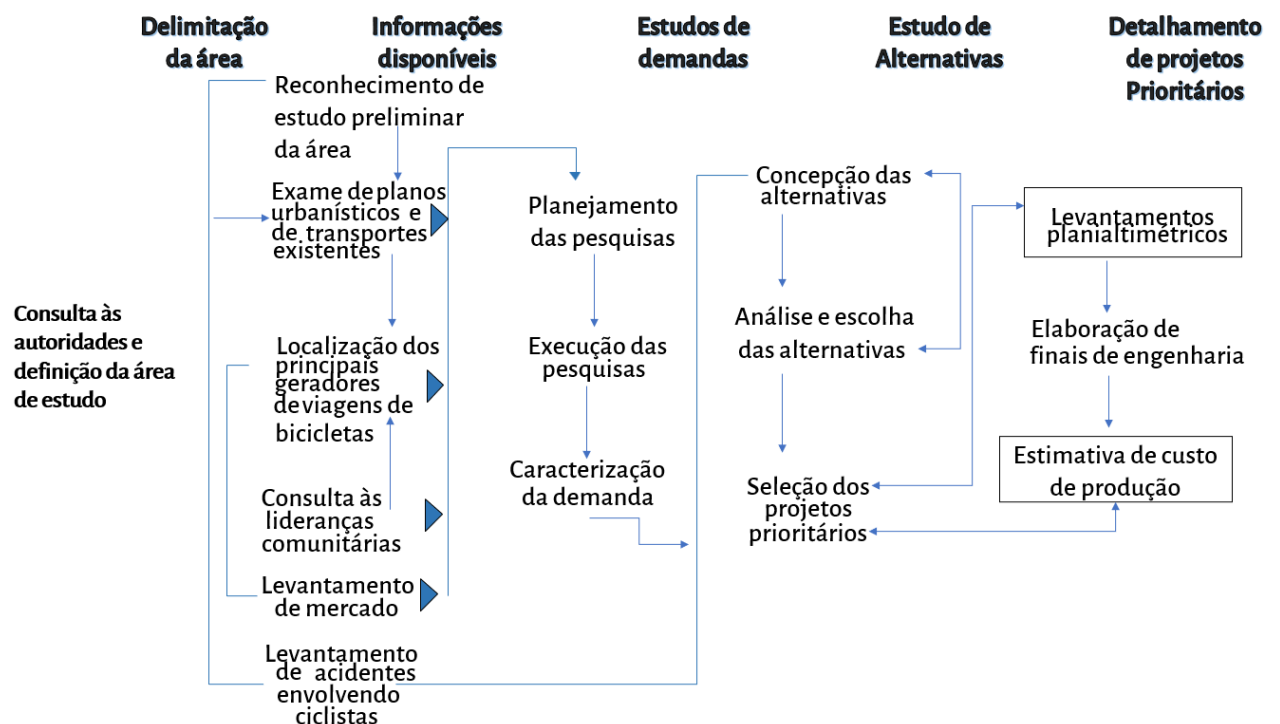 Delimitação
da área
Informações
disponíveis
Estudos de
demandas
Estudo de
Alternativas
Detalhamento
de projetos
Prioritários
Consulta às
autoridades e
definição da área
de estudo
Reconhecimento de
estudo preliminar
da área
Exame de planos
urbanísticos e
de transportes
existentes
Localização dos
principais
geradores
de viagens de
bicicletas
Consulta às
lideranças
comunitárias
Levantamento
de mercado
Levantamento
de acidentes
envolvendo
ciclistas
Planejamento
das pesquisas
Execução das
pesquisas
Caracterização
da demanda
Concepção das
alternativas
Análise e escolha
das alternativas
Seleção dos
projetos
prioritários
Levantamentos
planialtimétricos
Elaboração de
finais de engenharia
Estimativa de custo
de produção